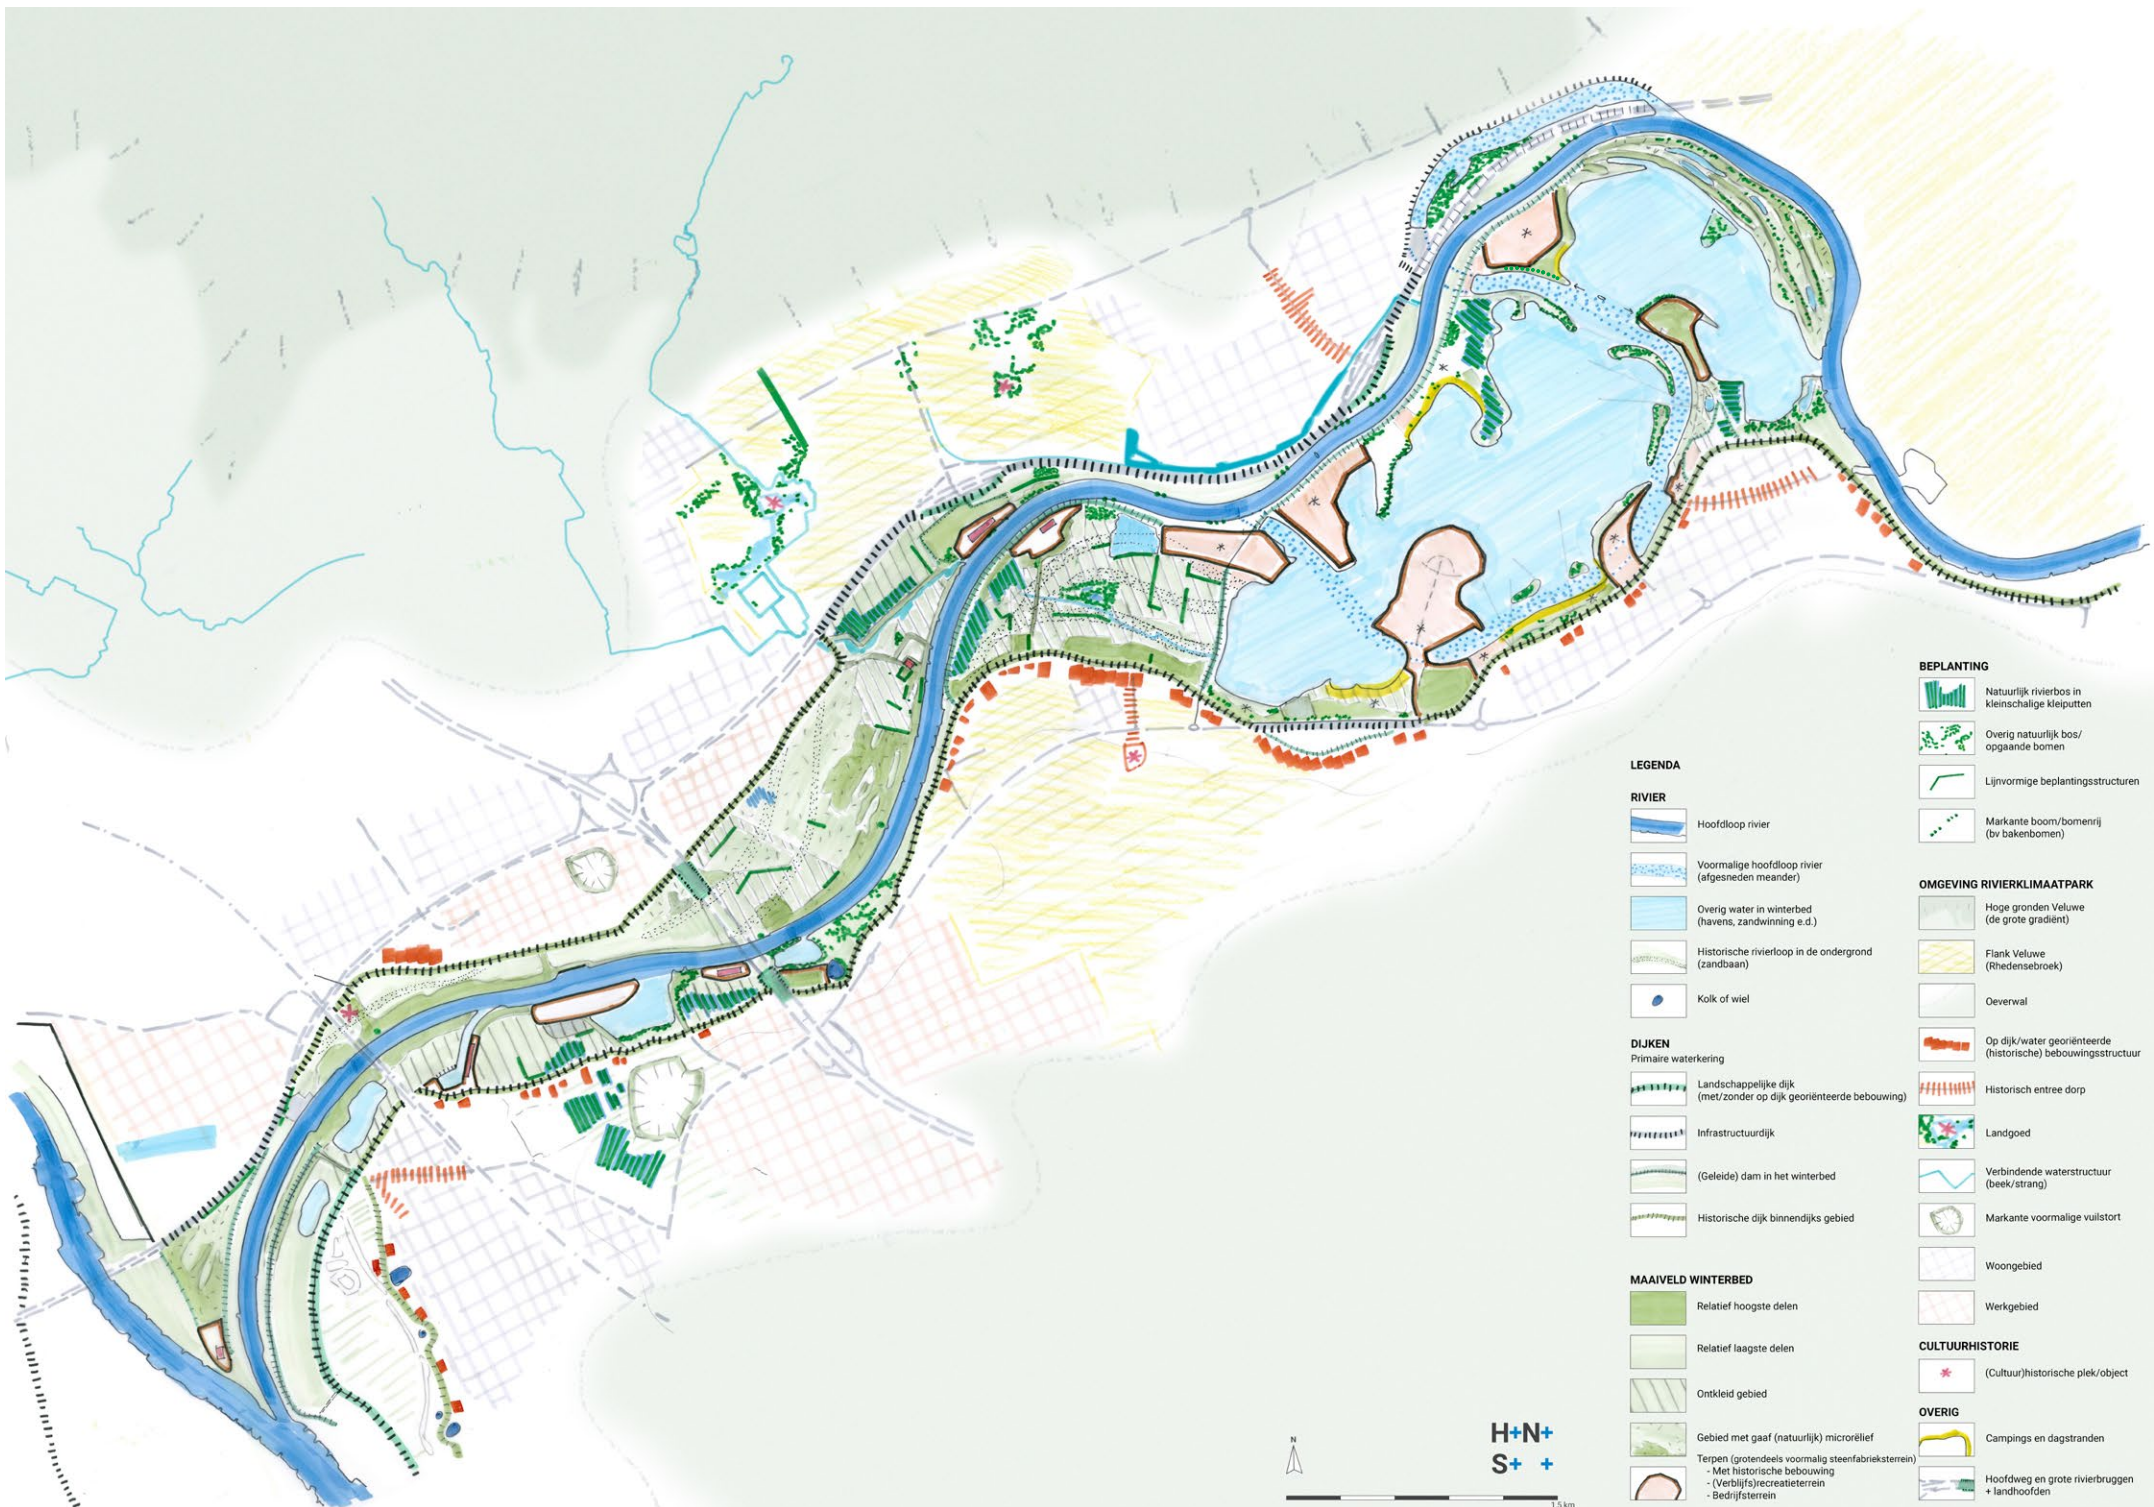 LEGENDA
RIVIER
Hoofdloop rivier
Voormalige hoofdloop rivier
(afgesneden meander)
Overig water in winterbed
(havens, zandwinning e.d.)
Historische rivierloop in de ondergrond
(zandbaan)
Kolk of wiel
DIJKEN
Primaire waterkering
Landschappelijke dijk
(met/zonder op dijk georiënteerde bebouwing)
Infrastructuurdijk
(Geleide) dam in het winterbed
Historische dijk binnendijks gebied
MAAIVELD WINTERBED
Relatief hoogste delen
Relatief laagste delen
Ontkleid gebied
Gebied met gaaf (natuurlijk) microrëlief
Terpen (grotendeels voormalig steenfabrieksterrein)
- Met historische bebouwing
- (Verblijfs)recreatieterrein
- Bedrijfsterrein
BEPLANTING
Natuurlijk rivierbos in
kleinschalige kleiputten
Overig natuurlijk bos/
opgaande bomen
Lijnvormige beplantingsstructuren
Markante boom/bomenrij
(bv bakenbomen)
OMGEVING RIVIERKLIMAATPARK
Hoge gronden Veluwe
(de grote gradiënt)
Flank Veluwe
(Rhedensebroek)
Oeverwal
Op dijk/water georiënteerde
(historische) bebouwingsstructuur
Historisch entree dorp
Landgoed
Verbindende waterstructuur
(beek/strang)
Markante voormalige vuilstort
Woongebied
Werkgebied
CULTUURHISTORIE
(Cultuur)historische plek/object
OVERIG
Campings en dagstranden
Hoofdweg en grote rivierbruggen
+ landhoofden
N
1.5 km
H+N+
S+ +